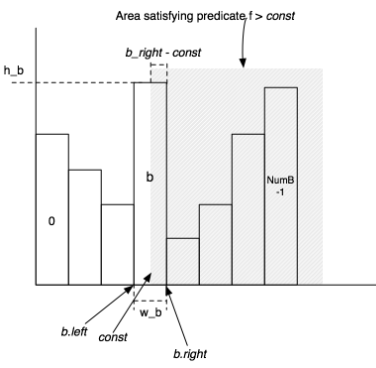 Area satisfying predicate f > const
b_right - const
h_b
b
NumB
-1
0
w_b
b.left
const
b.right